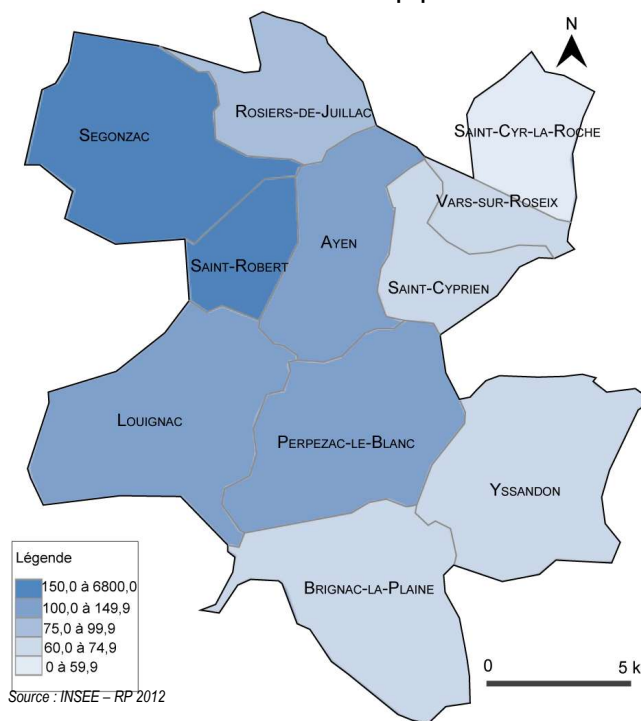 N
ROSIERS-DE-JUILLAC
SEGONZAC
SAINT-CYR-LA-ROCHE
VARS-SUR-ROSEIX
AYEN
SAINT-ROBERT
SAINT-CYPRIEN
LOUIGNAC
PERPEZAC-LE-BLANC
YSSANDON
BRIGNAC-LA-PLAINE
Légende
150,0 à 6800,0
100,0 à 149,9
75,0 à 99,9
60,0 à 74,9
0 à 59,9
0 5 k
Source : INSEE – RP 2012